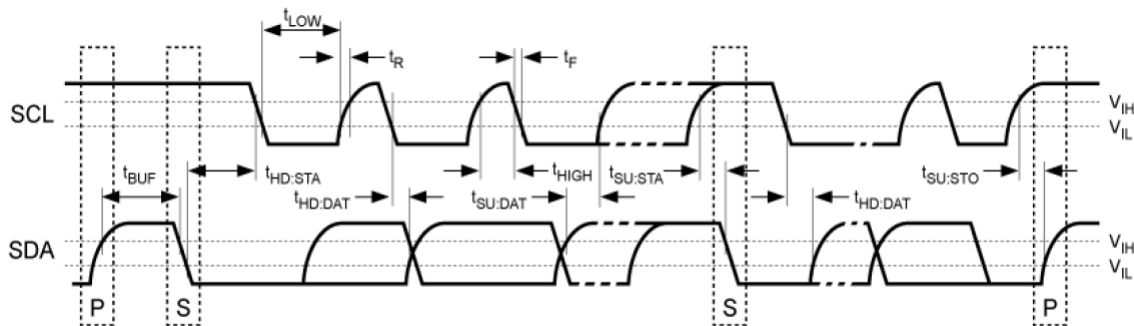 tLOW
tR
tF
SCL
VIH
VIL
tBUF
tHD:STA
tHD:DAT
tSU:DAT
tHIGH
tSU:STA
tHD:DAT
tSU:STO
SDA
VIH
VIL
P
S
S
P